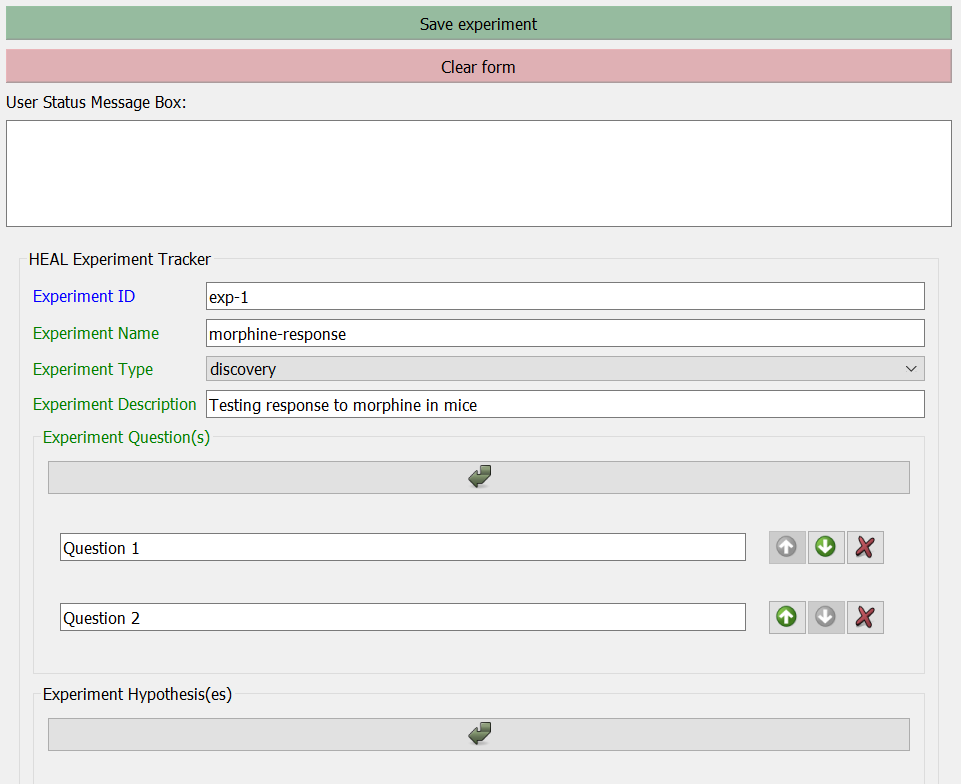 Save experiment
Clear form
User Status Message Box:
HEAL Experiment Tracker
Experiment ID exp-1
Experiment Name morphine-response
Experiment Type discovery
Experiment Description Testing response to morphine in mice
Experiment Question(s)
Question 1
Question 2
Experiment Hypothesis(es)